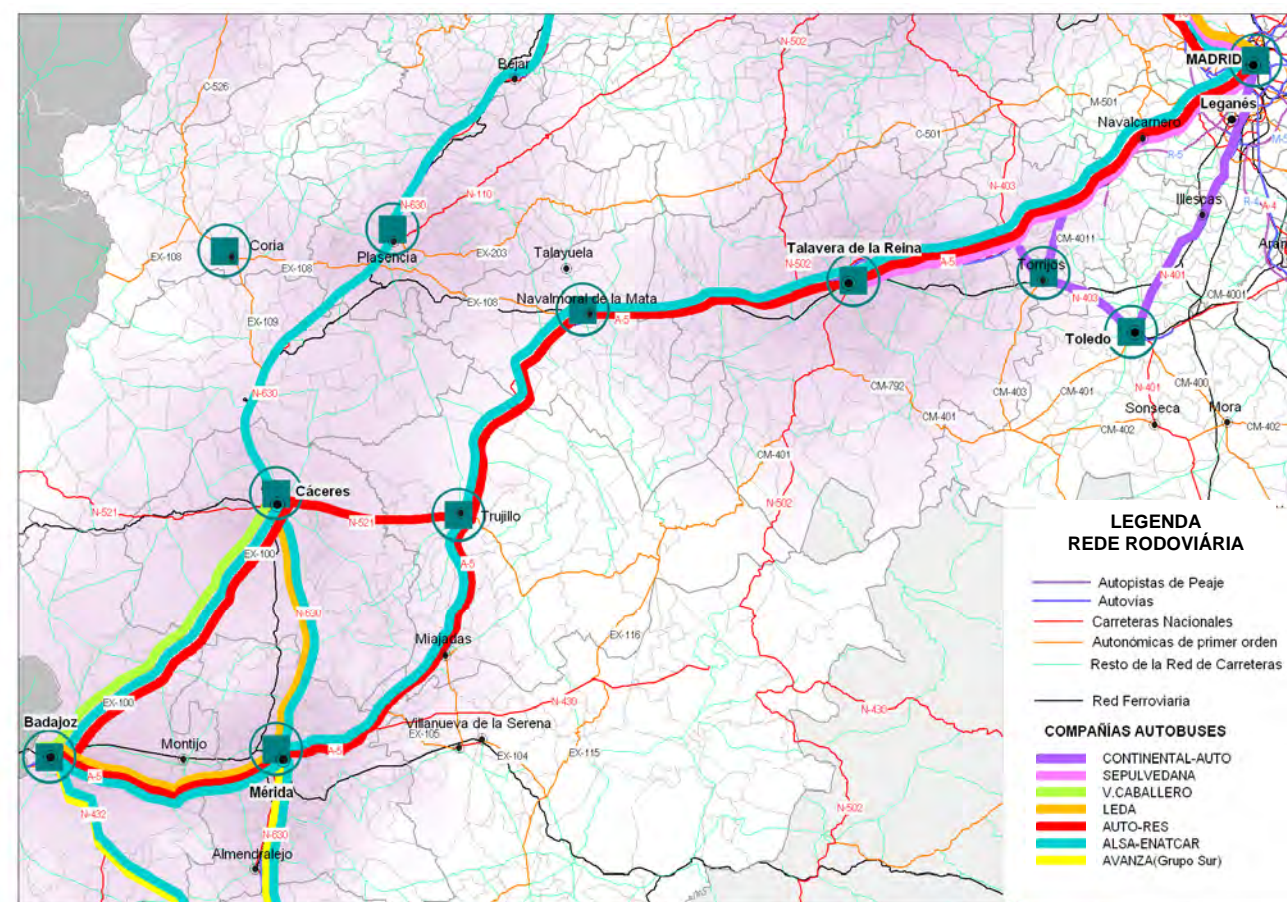 N-502
MADRID
Béjar
C-526
M-501
Leganés
Navalcarnero
C-501
R-5
N-110
N-403
Illescas
R-4
A-4
N-630
Coria
Plasencia
EX-203
Talayuela
Talavera de la Reina
CM-4011
EX-108
EX-108
N-502
A-5
Torrijos
N-401
Navalmoral de la Mata
EX-108
N-403
CM-4001
A-5
EX-109
Toledo
CM-792
CM-403
CM-401
N-401
CM-400
N-630
Sonseca
Mora
CM-401
CM-402
CM-402
CM-401
Cáceres
N-502
N-521
N-521
Trujillo
EX-100
A-5
N-630
EX-116
Miajadas
EX-100
Badajoz
Villanueva de la Serena
N-430
N-430
Montijo
EX-105
EX-104
EX-115
A-5
A-5
Mérida
N-432
N-630
N-502
Almendralejo
LEGENDA
REDE RODOVIÁRIA
Autopistas de Peaje
Autovías
Carreteras Nacionales
Autonómicas de primer orden
Resto de la Red de Carreteras
Red Ferroviaria
COMPAÑÍAS AUTOBUSES
CONTINENTAL-AUTO
SEPULVEDANA
V.CABALLERO
LEDA
AUTO-RES
ALSA-ENATCAR
AVANZA(Grupo Sur)